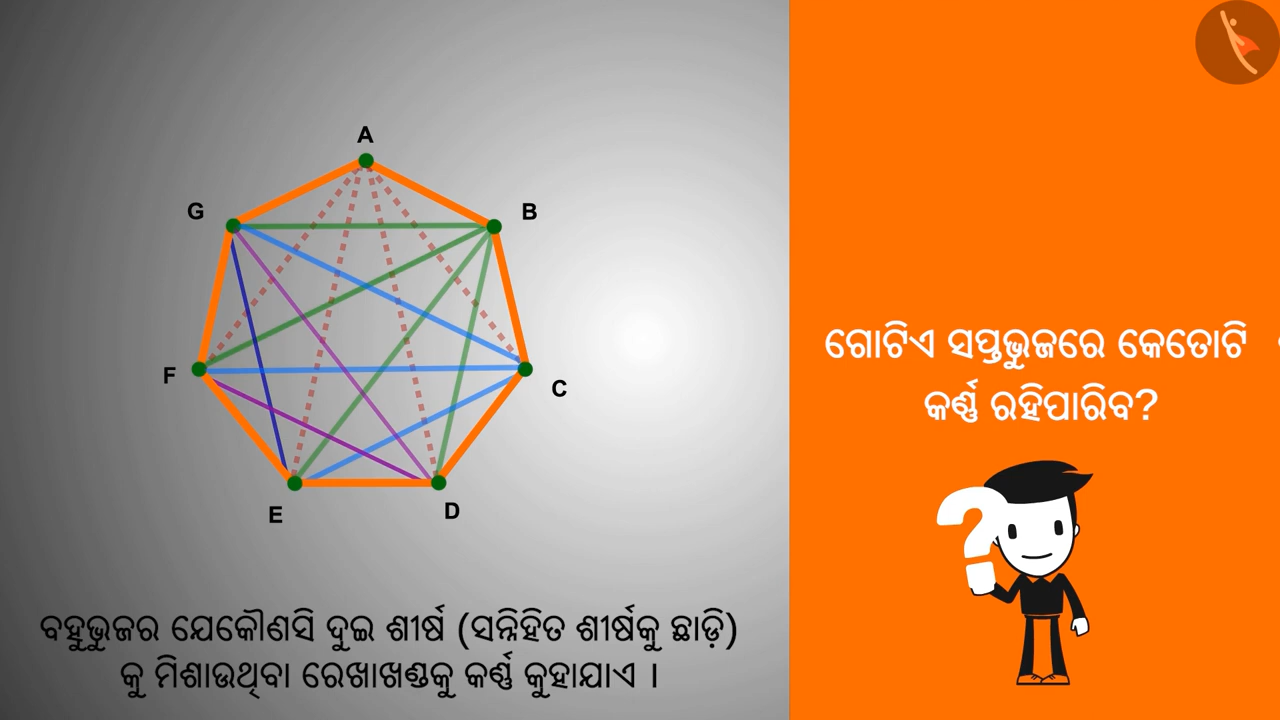 A
G
B
F
C
E
D
ବହୁଭୁଜର ଯେକୌଣସି ଦୁଇ ଶୀର୍ଷ (ସନ୍ନିହିତ ଶୀର୍ଷକୁ ଛାଡ଼ି)
କୁ ମିଶାଉଥିବା ରେଖାଖଣ୍ଡକୁ କର୍ଣ୍ଣ କୁହାଯାଏ ।
ଗୋଟିଏ ସପ୍ତଭୁଜରେ କେତୋଟି
କର୍ଣ୍ଣ ରହିପାରିବ?